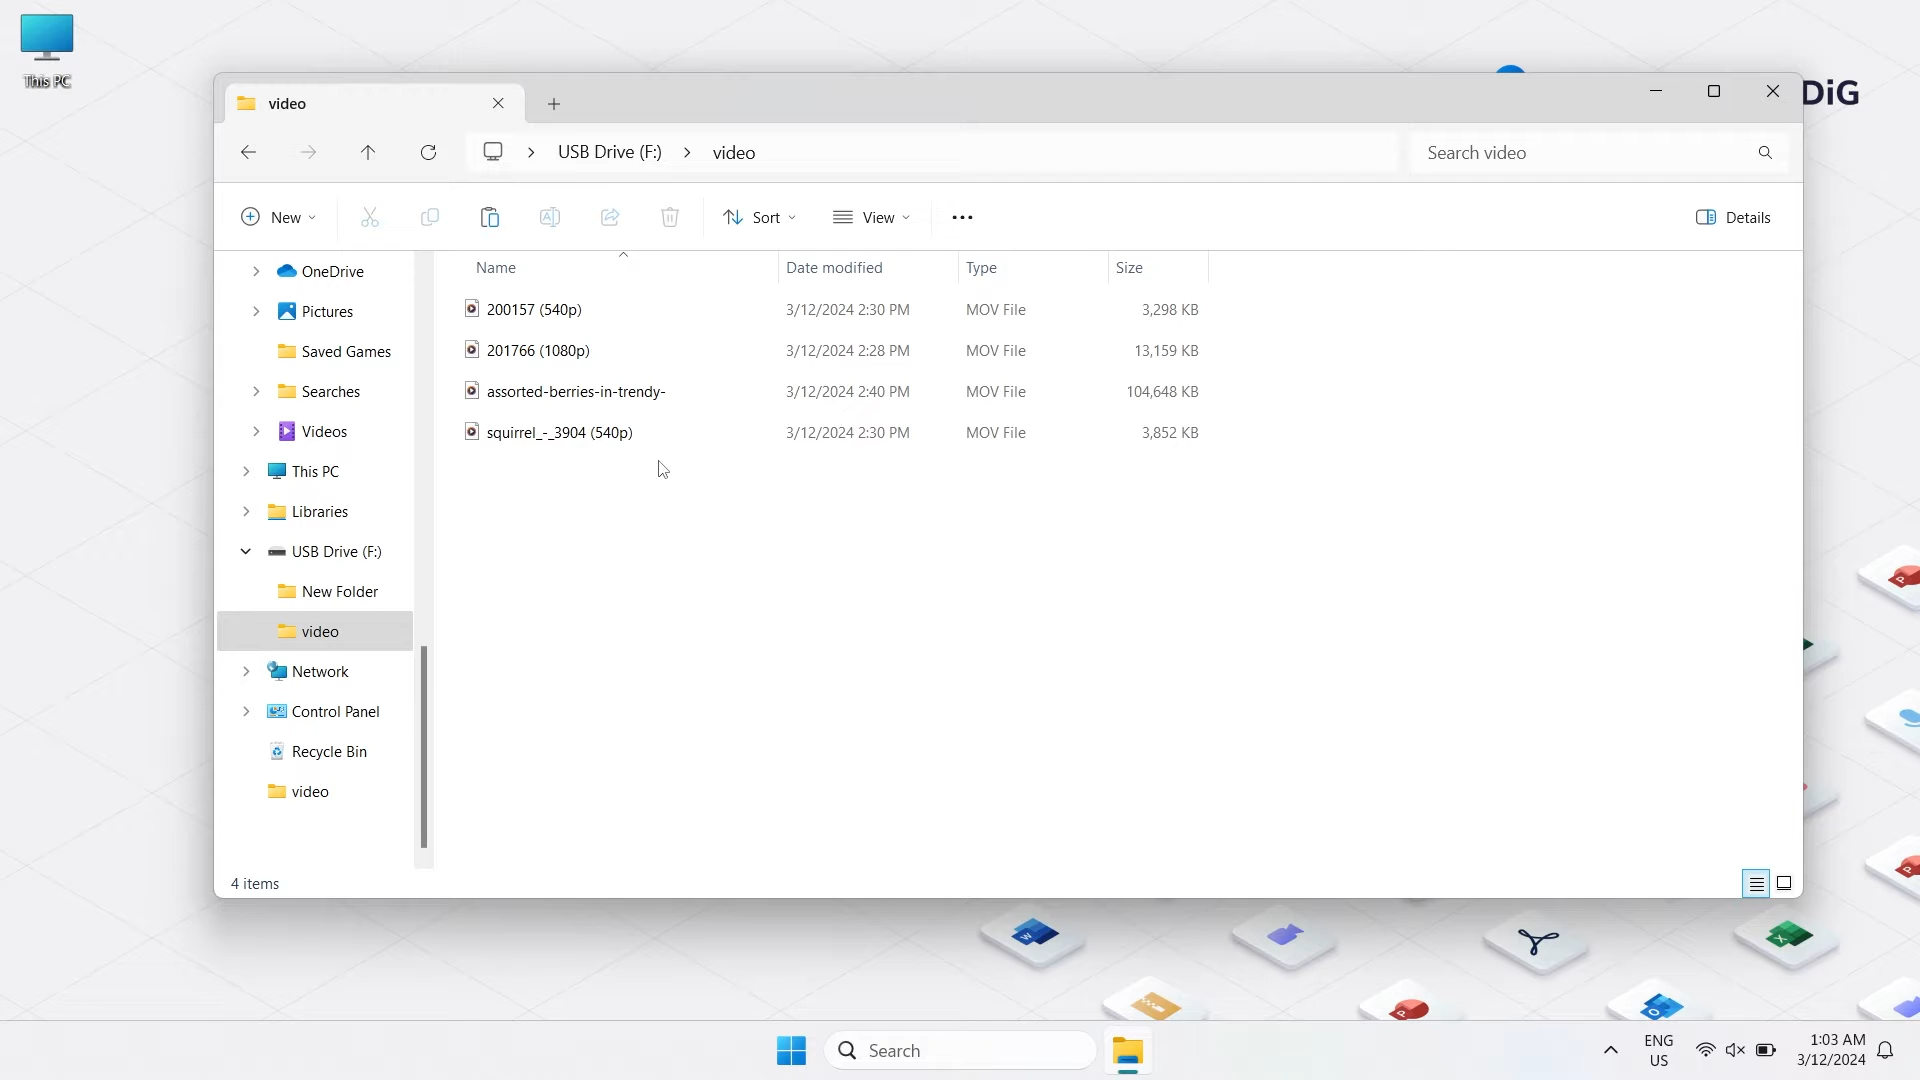 This PC
DiG
video
USB Drive (F:)
video
Search video
New
Sort
View
Details
Name
Date modified
Type
Size
200157 (540p)
3/12/2024 2:30 PM
MOV File
3,298 KB
201766 (1080p)
3/12/2024 2:28 PM
MOV File
13,159 KB
assorted-berries-in-trendy-
3/12/2024 2:40 PM
MOV File
104,648 KB
squirrel_-_3904 (540p)
3/12/2024 2:30 PM
MOV File
3,852 KB
OneDrive
Pictures
Saved Games
Searches
Videos
This PC
Libraries
USB Drive (F:)
New Folder
video
Network
Control Panel
Recycle Bin
video
4 items
Search
ENG
US
1:03 AM
3/12/2024